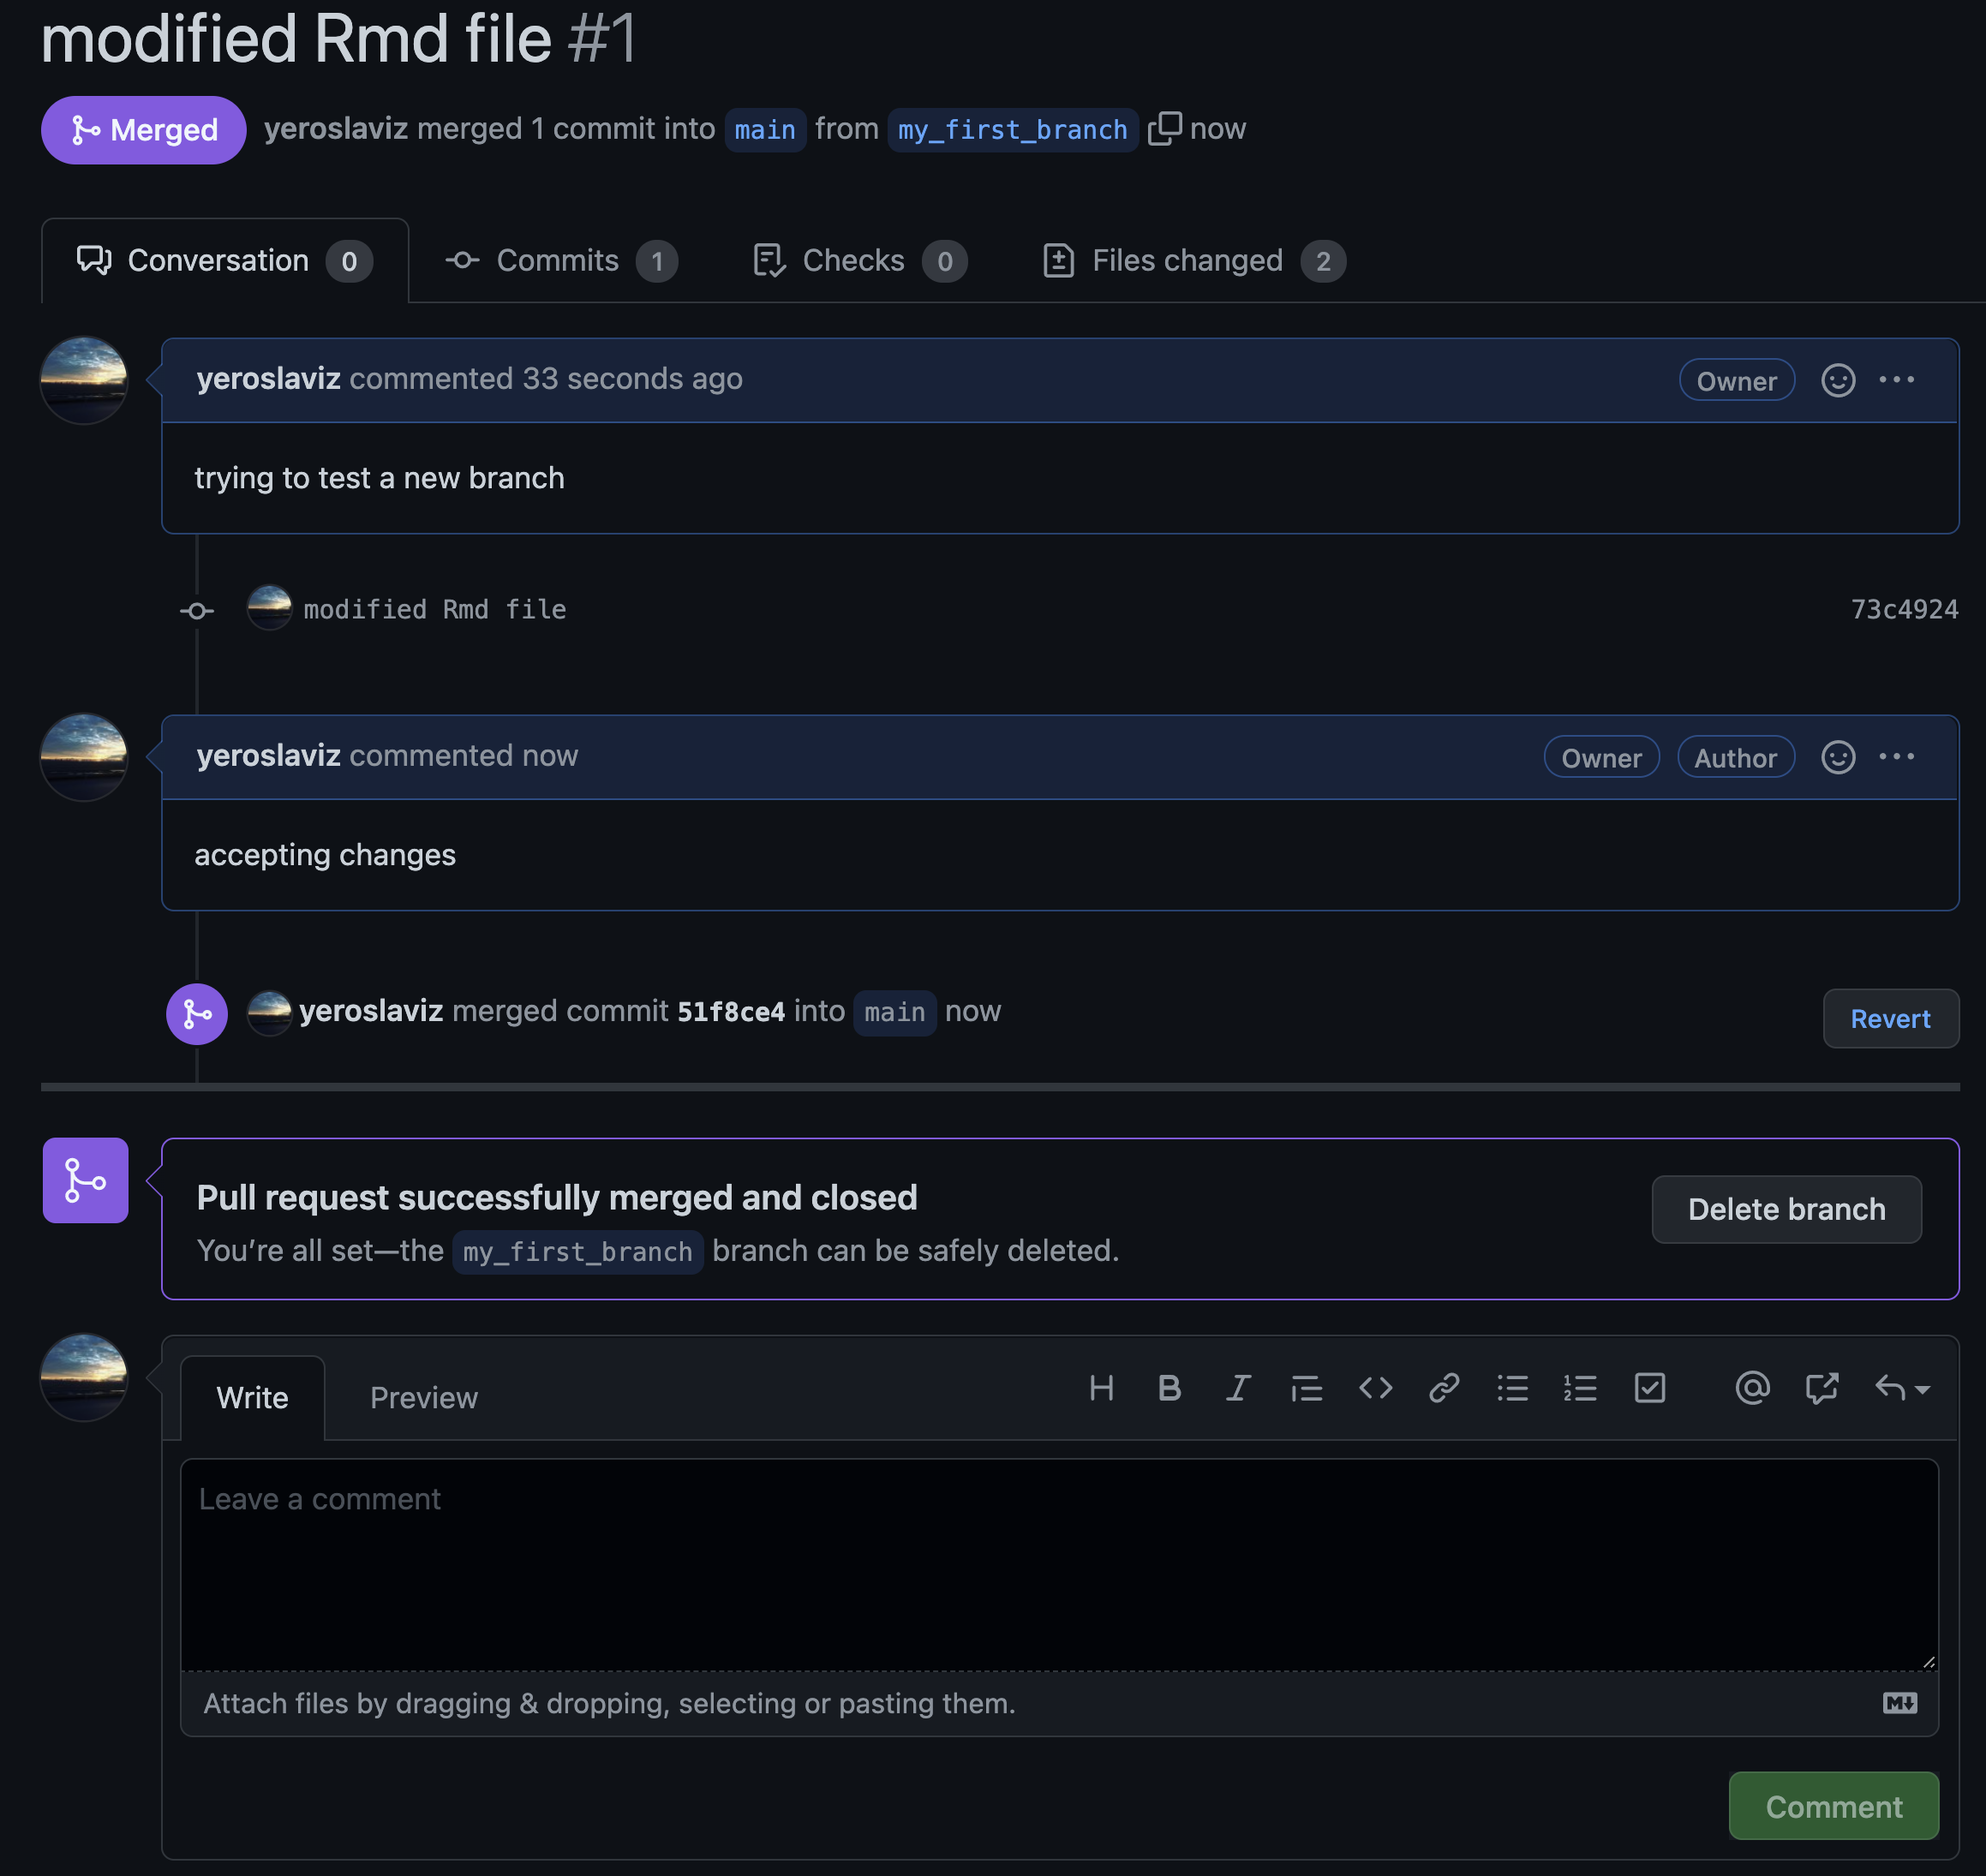 modified Rmd file #1
Merged yeroslaviz merged 1 commit into main from my_first_branch now
Conversation 0 Commits 1 Checks 0 Files changed 2
yeroslaviz commented 33 seconds ago Owner
trying to test a new branch
modified Rmd file 73c4924
yeroslaviz commented now Owner Author
accepting changes
yeroslaviz merged commit 51f8ce4 into main now Revert
Pull request successfully merged and closed
Delete branch
You’re all set—the my_first_branch branch can be safely deleted.
Write Preview
Leave a comment
Attach files by dragging & dropping, selecting or pasting them.
Comment